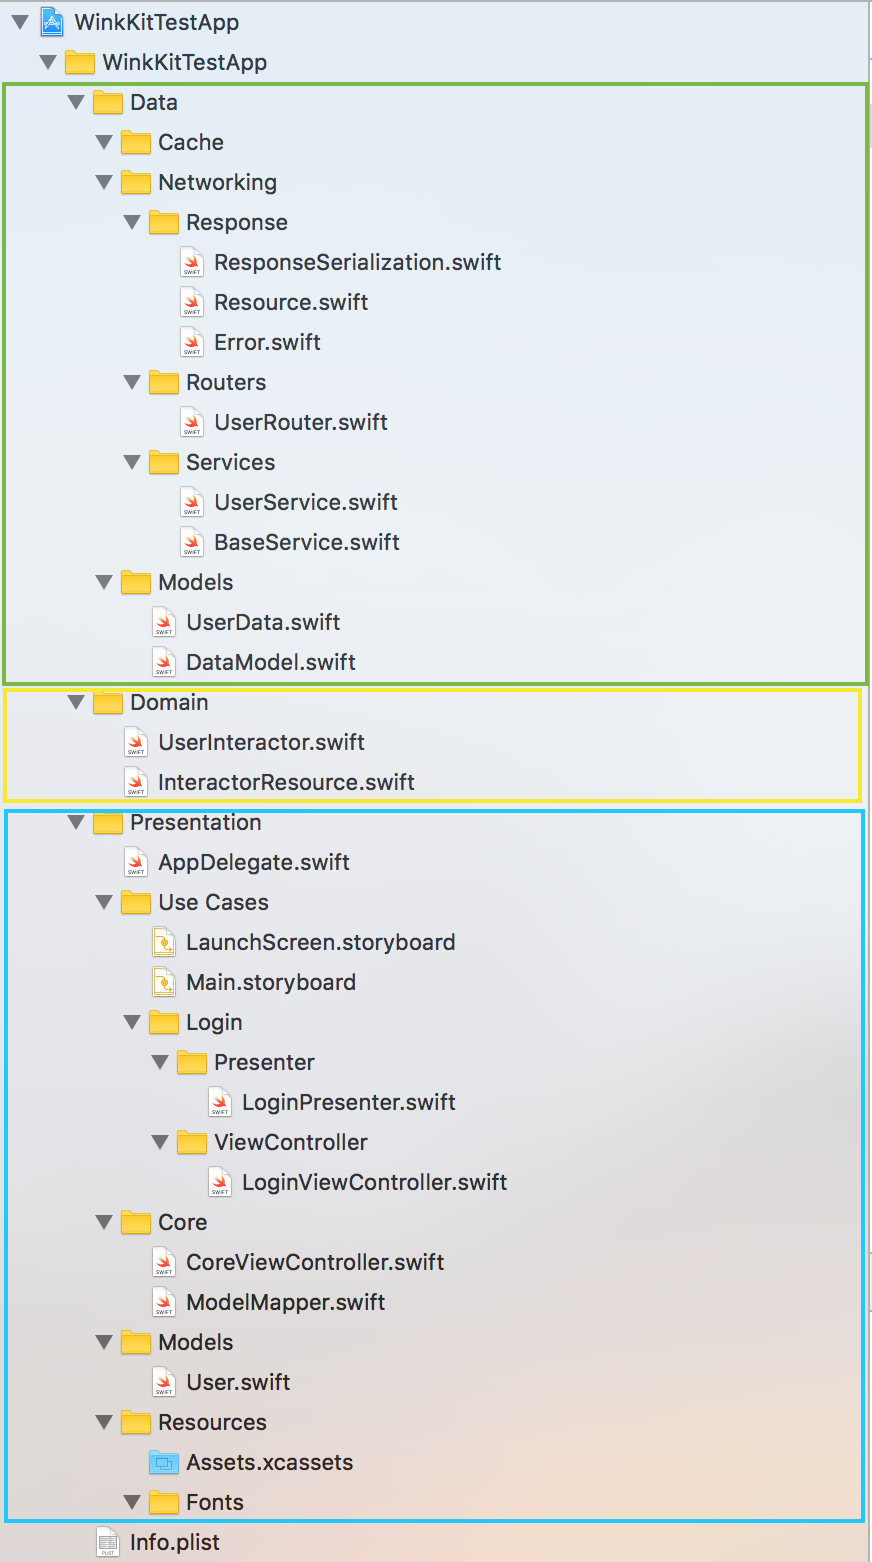 WinkKitTestApp
WinkKitTestApp
Data
Cache
Networking
Response
ResponseSerialization.swift
Resource.swift
Error.swift
Routers
UserRouter.swift
Services
UserService.swift
BaseService.swift
Models
UserData.swift
DataModel.swift
Domain
UserInteractor.swift
InteractorResource.swift
Presentation
AppDelegate.swift
Use Cases
LaunchScreen.storyboard
Main.storyboard
Login
Presenter
LoginPresenter.swift
ViewController
LoginViewController.swift
Core
CoreViewController.swift
ModelMapper.swift
Models
User.swift
Resources
Assets.xcassets
Fonts
Info.plist